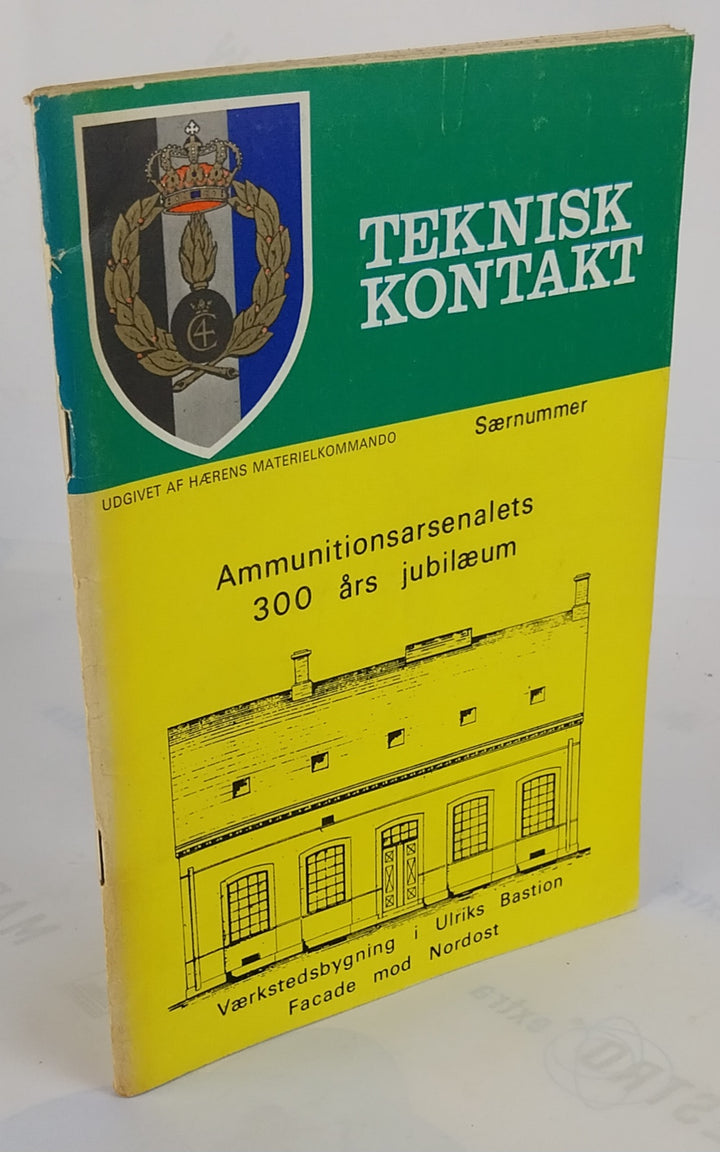 TEKNISK
KONTAKT
Særnummer
UDGIVET AF HÆRENS MATERIELKOMMANDO
Ammunitionsarsenalets
300 års jubilæum
Værkstedsbygning i Ulriks Bastion
Facade mod Nordost